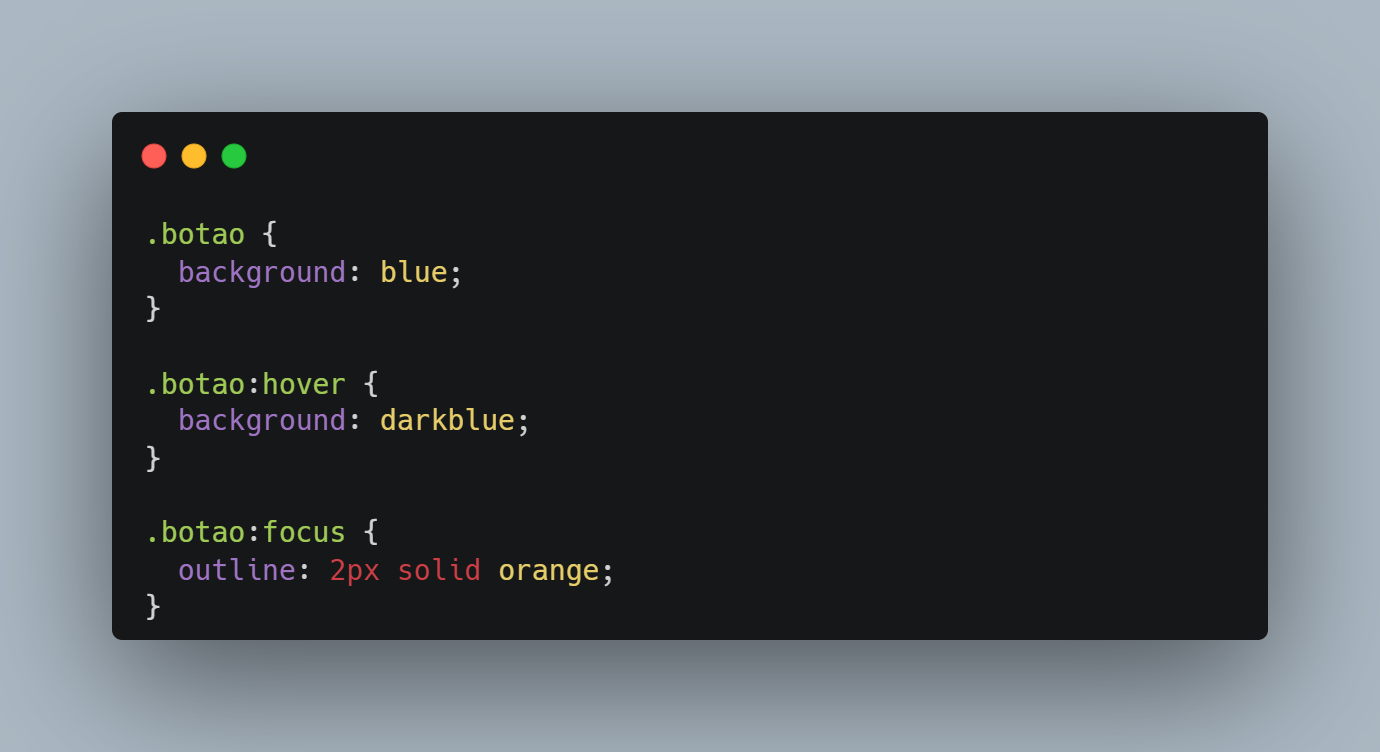 .botao {
  background: blue;
}

.botao:hover {
  background: darkblue;
}

.botao:focus {
  outline: 2px solid orange;
}